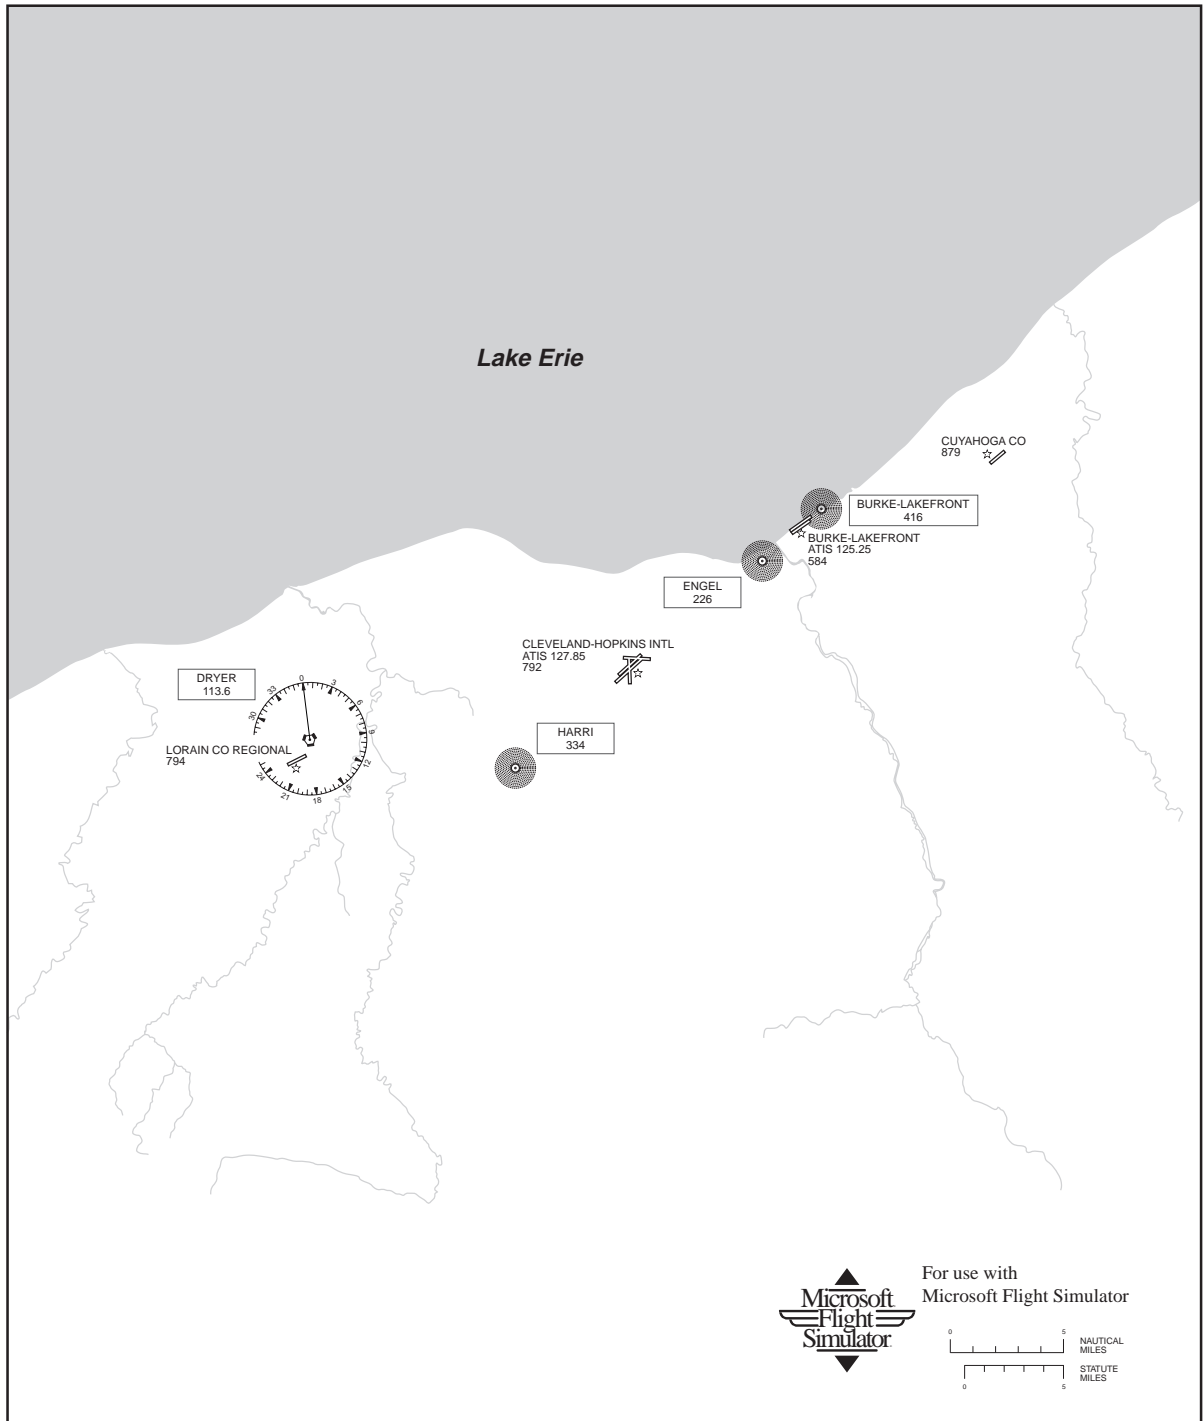 Lake Erie
CUYAHOGA CO
879
BURKE-LAKEFRONT
416
BURKE-LAKEFRONT
ATIS 125.25
584
ENGEL
226
CLEVELAND-HOPKINS INTL
ATIS 127.85
792
DRYER
113.6
0
3
6
9
12
15
18
21
24
30
33
LORAIN CO REGIONAL
794
HARRI
334
Microsoft
Flight
Simulator
For use with
Microsoft Flight Simulator
0
5
NAUTICAL
MILES
STATUTE
MILES
0
5